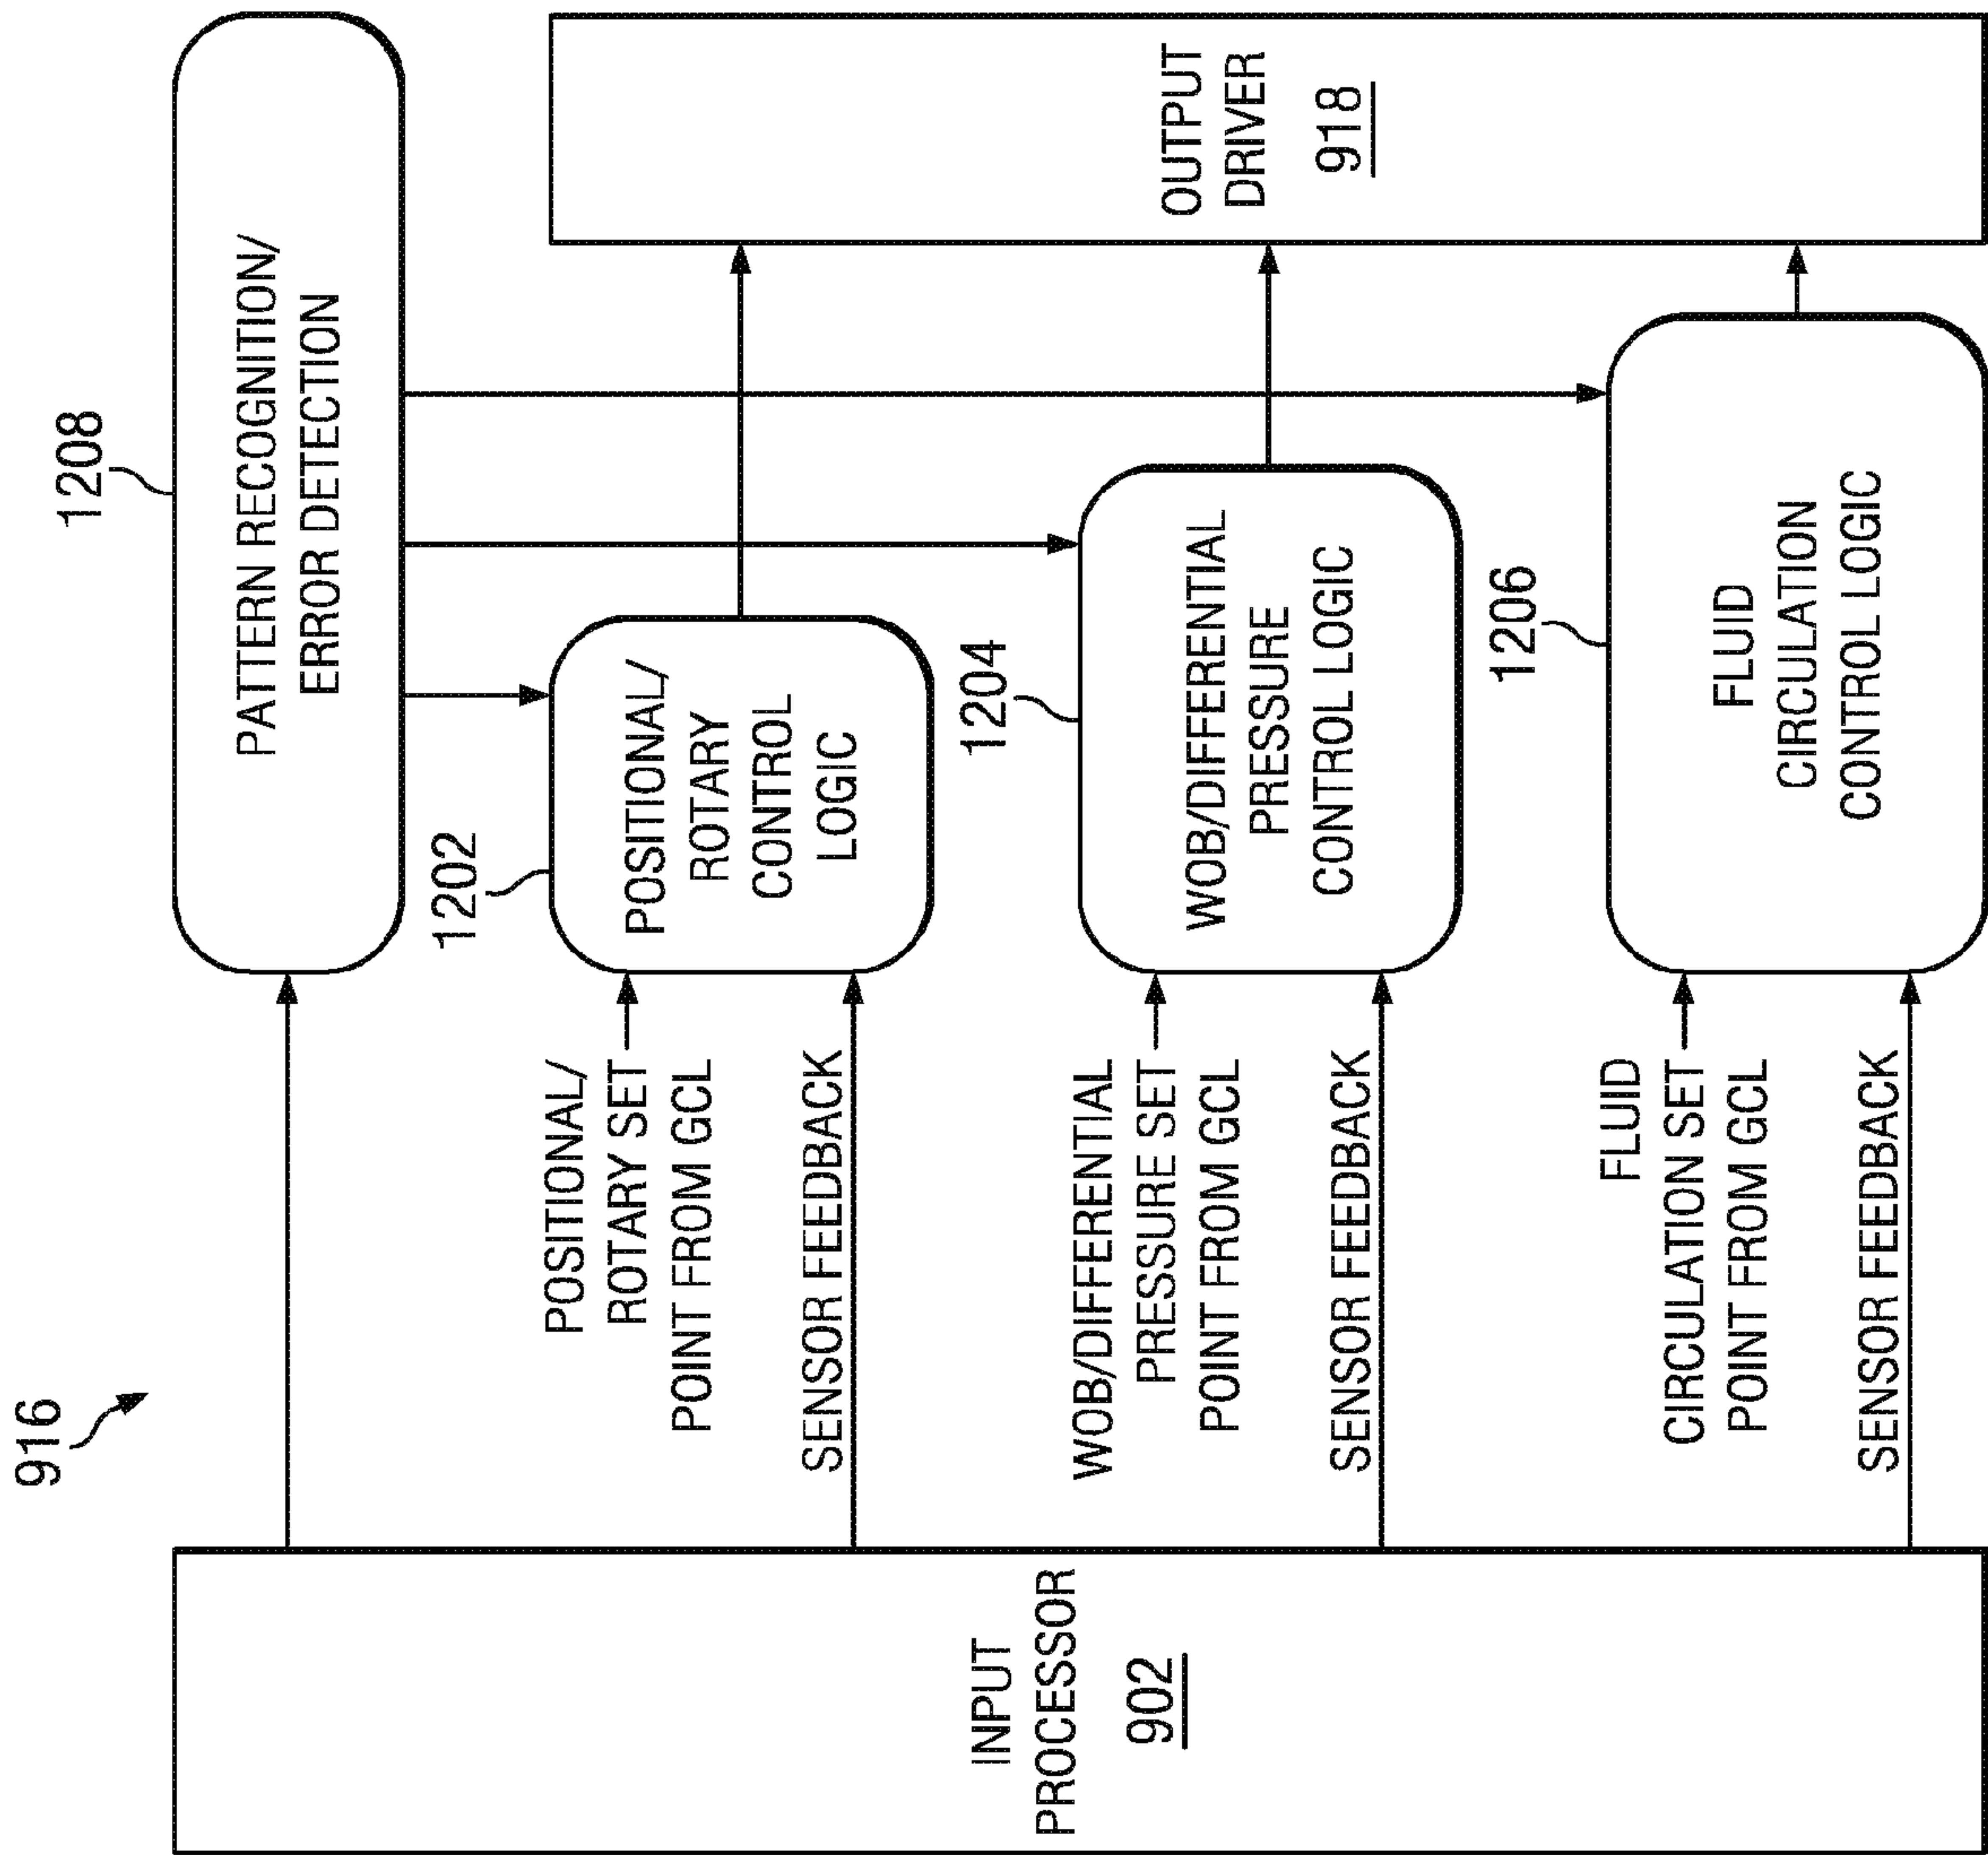 916
INPUT
PROCESSOR
902
1208
PATTERN RECOGNITION/
ERROR DETECTION
POSITIONAL/
ROTARY SET
POINT FROM GCL
SENSOR FEEDBACK
1202
POSITIONAL/
ROTARY
CONTROL
LOGIC
WOB/DIFFERENTIAL
PRESSURE SET
POINT FROM GCL
SENSOR FEEDBACK
1204
WOB/DIFFERENTIAL
PRESSURE
CONTROL LOGIC
FLUID
CIRCULATION SET
POINT FROM GCL
SENSOR FEEDBACK
1206
FLUID
CIRCULATION
CONTROL LOGIC
OUTPUT
DRIVER
918